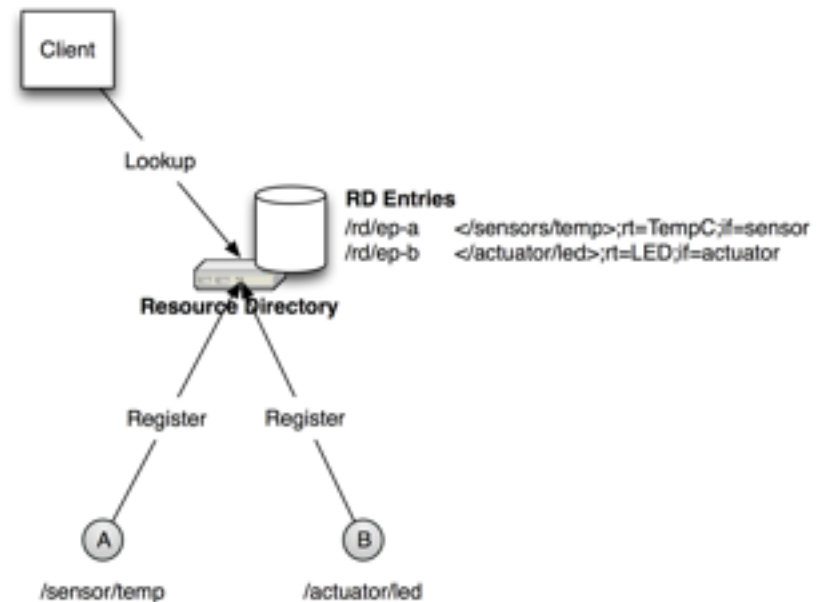 Client
Lookup
RD Entries
/rd/ep-a </sensors/temp>;rt=TempC;if=sensor
/rd/ep-b </actuator/led>;rt=LED;if=actuator
Resource Directory
Register Register
A B
/sensor/temp /actuator/led